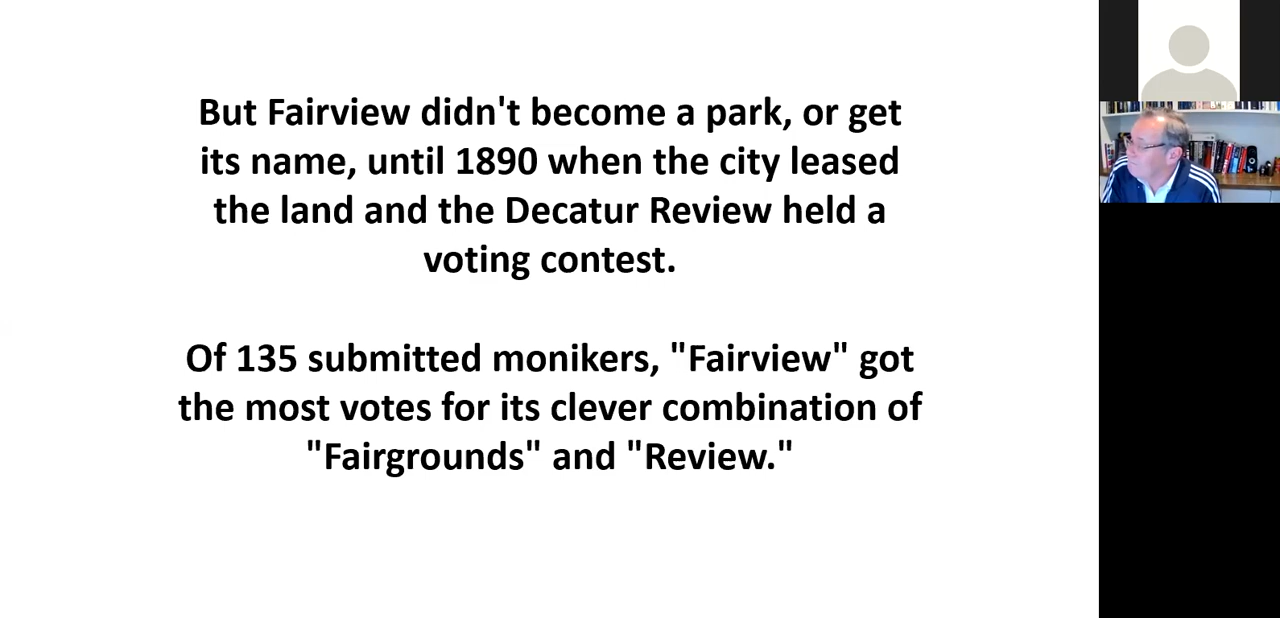 But Fairview didn't become a park, or get
its name, until 1890 when the city leased
the land and the Decatur Review held a
voting contest.
Of 135 submitted monikers, "Fairview" got
the most votes for its clever combination of
"Fairgrounds" and "Review."